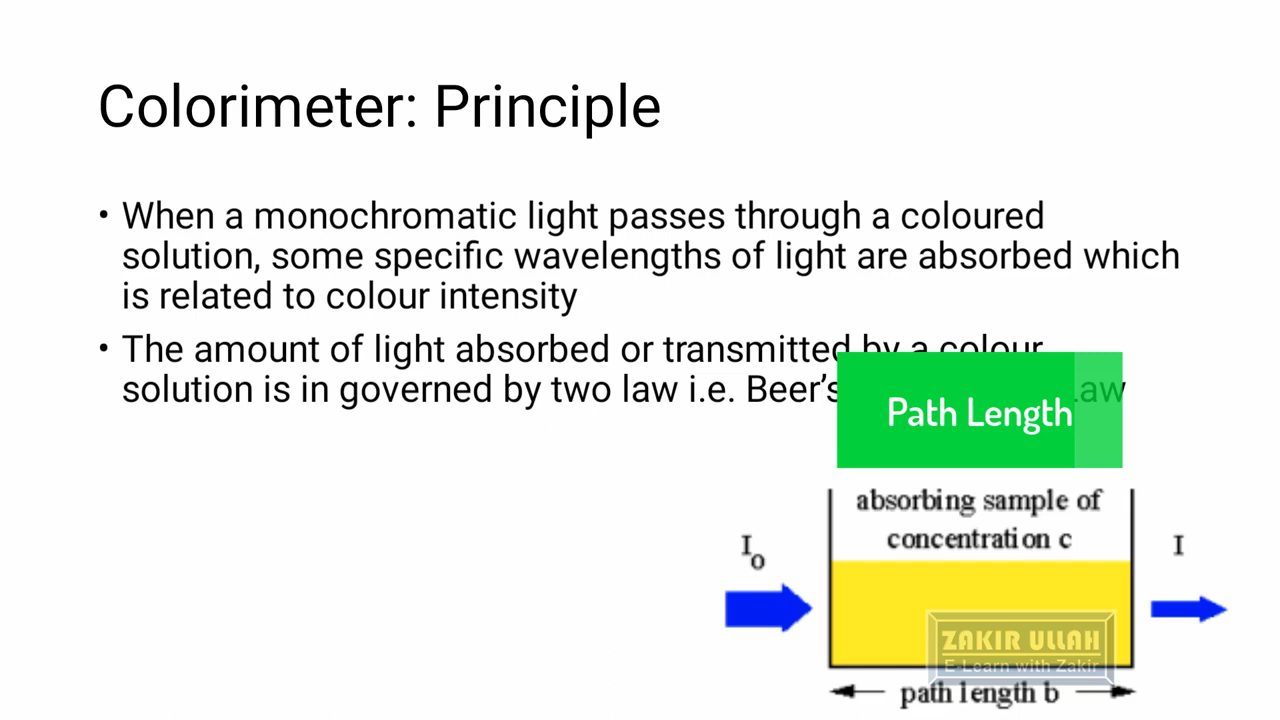 Colorimeter: Principle
• When a monochromatic light passes through a coloured
solution, some specific wavelengths of light are absorbed which
is related to colour intensity
• The amount of light absorbed or transmitted by a colour
solution is in governed by two law i.e. Beer's
Path Length
absorbing sample of
concentration c
Io
I
ZAKIR ULLAH
E-Learn with Zakir
path length b